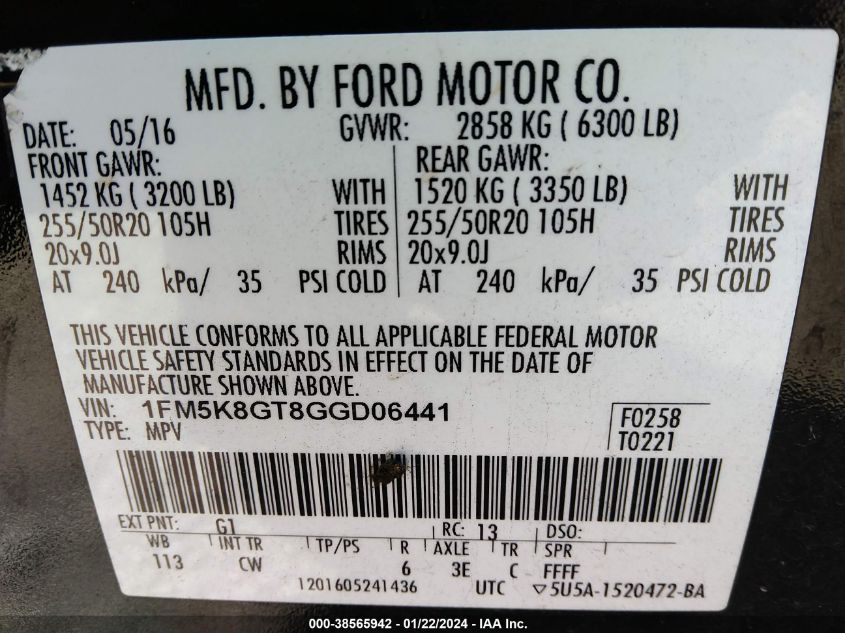 MFD. BY FORD MOTOR CO.
DATE: 05/16 GVWR: 2858 KG ( 6300 LB)
FRONT GAWR: REAR GAWR:
1452 KG ( 3200 LB) WITH 1520 KG ( 3350 LB) WITH
255/50R20 105H TIRES 255/50R20 105H TIRES
20x9.0J RIMS 20x9.0J RIMS
AT 240 kPa/ 35 PSI COLD AT 240 kPa/ 35 PSI COLD
THIS VEHICLE CONFORMS TO ALL APPLICABLE FEDERAL MOTOR
VEHICLE SAFETY STANDARDS IN EFFECT ON THE DATE OF
MANUFACTURE SHOWN ABOVE.
VIN: 1FM5K8GT8GGD06441 F0258
TYPE: MPV T0221
EXT PNT: G1 RC: 13 DSO:
WB INT TR TP/PS R AXLE TR SPR
113 CW 6 3E C FFFF
1201605241436 UTC ▽5U5A-1520472-BA
000-38565942 - 01/22/2024 - IAA Inc.